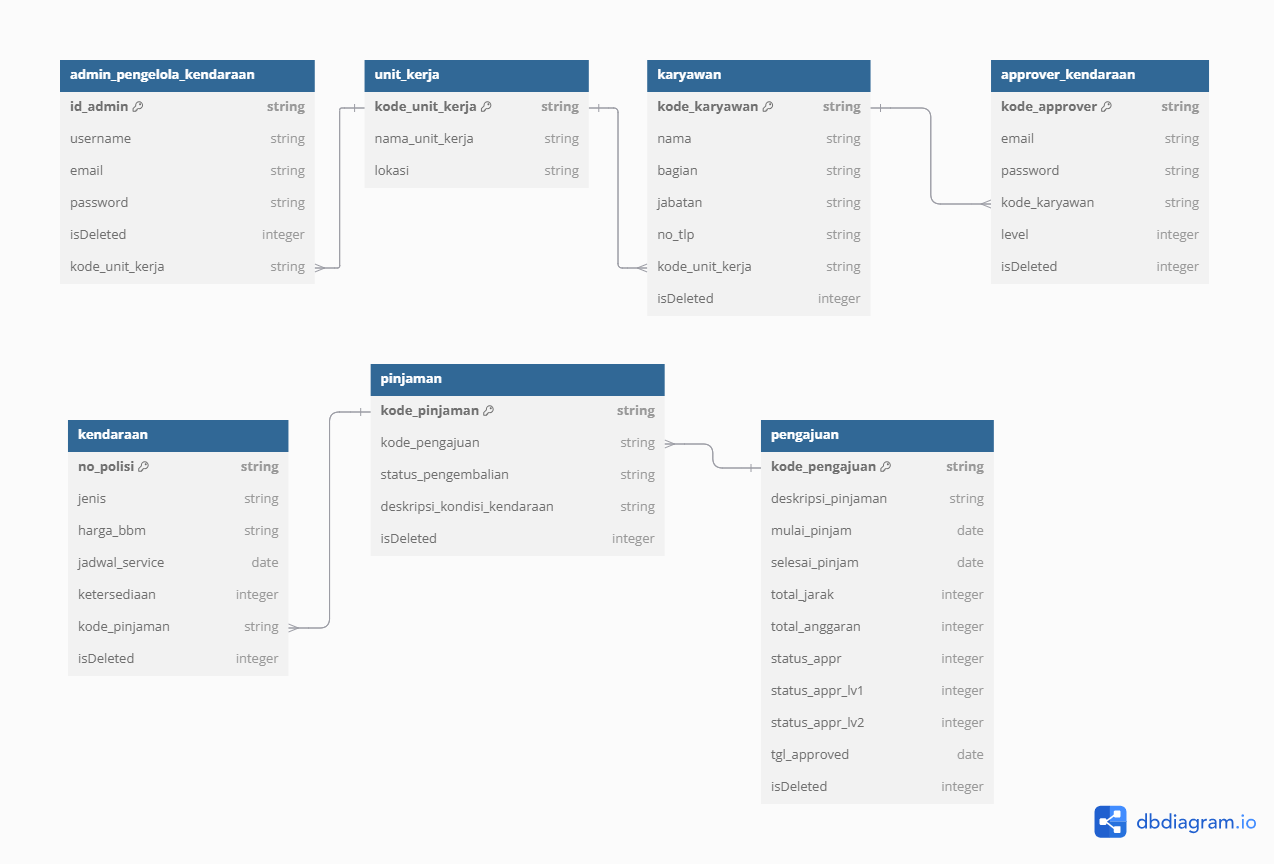 admin_pengelola_kendaraan
id_admin string
username string
email string
password string
isDeleted integer
kode_unit_kerja string
unit_kerja
kode_unit_kerja string
nama_unit_kerja string
lokasi string
karyawan
kode_karyawan string
nama string
bagian string
jabatan string
no_tlp string
kode_unit_kerja string
isDeleted integer
approver_kendaraan
kode_approver string
email string
password string
kode_karyawan string
level integer
isDeleted integer
kendaraan
no_polisi string
jenis string
harga_bbm string
jadwal_service date
ketersediaan integer
kode_pinjaman string
isDeleted integer
pinjaman
kode_pinjaman string
kode_pengajuan string
status_pengembalian string
deskripsi_kondisi_kendaraan string
isDeleted integer
pengajuan
kode_pengajuan string
deskripsi_pinjaman string
mulai_pinjam date
selesai_pinjam date
total_jarak integer
total_anggaran integer
status_appr integer
status_appr_lv1 integer
status_appr_lv2 integer
tgl_approved date
isDeleted integer
dbdiagram.io